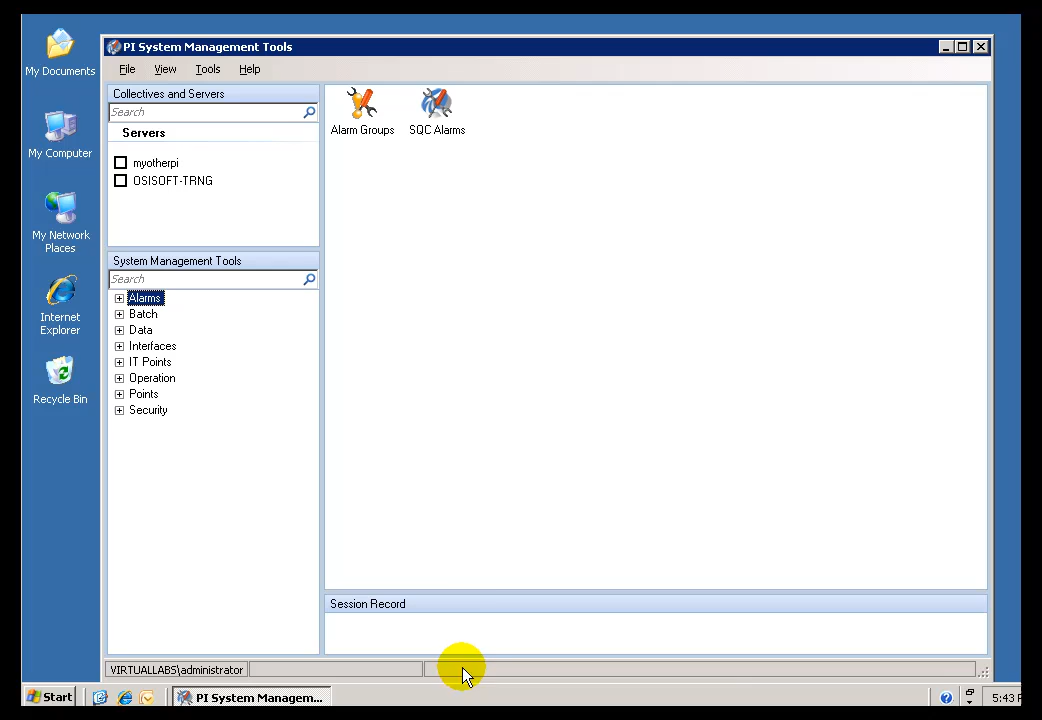 My Documents
My Computer
My Network
Places
Internet
Explorer
Recycle Bin
PI System Management Tools
File View Tools Help
Collectives and Servers
Search
Servers
myotherpi
OSISOFT-TRNG
System Management Tools
Search
Alarms
Batch
Data
Interfaces
IT Points
Operation
Points
Security
Alarm Groups SQC Alarms
Session Record
VIRTUALLABS\administrator
Start PI System Managem... 5:43 P